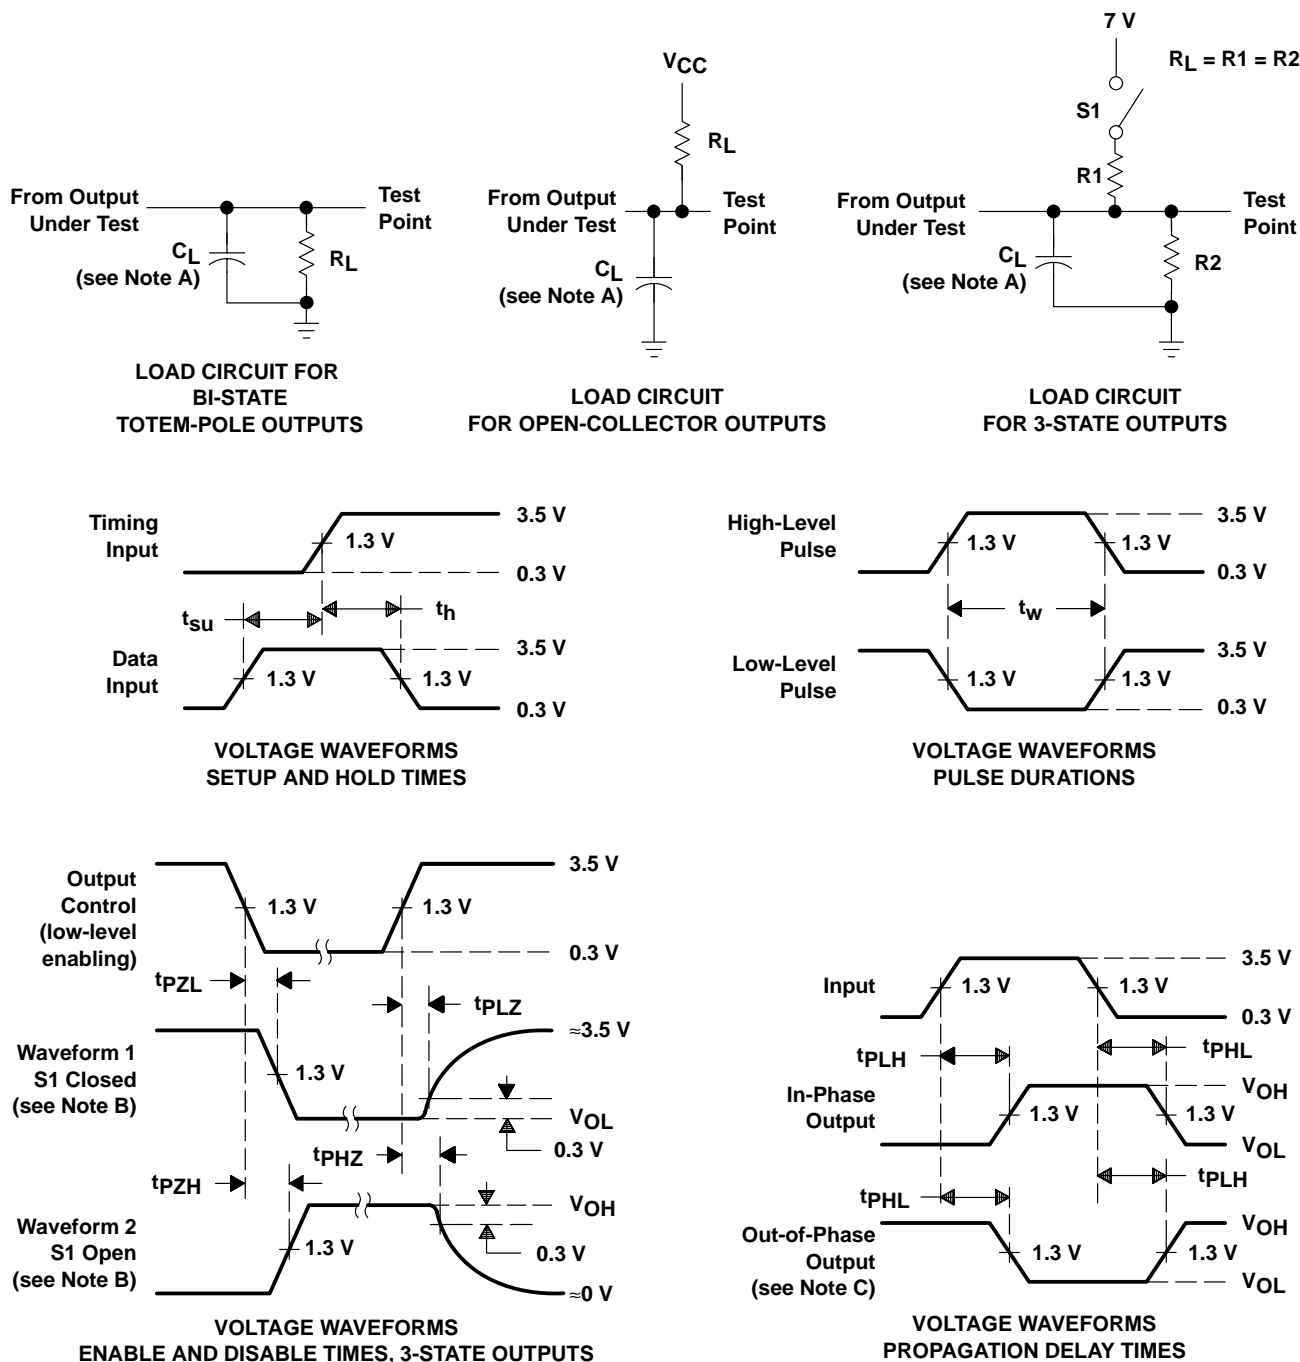 7 V
RL = R1 = R2
S1
R1
VCC
RL
From Output
Under Test
Test
Point
CL
(see Note A)
RL
From Output
Under Test
Test
Point
CL
(see Note A)
From Output
Under Test
Test
Point
CL
(see Note A)
R2
LOAD CIRCUIT FOR
BI-STATE
TOTEM-POLE OUTPUTS
LOAD CIRCUIT
FOR OPEN-COLLECTOR OUTPUTS
LOAD CIRCUIT
FOR 3-STATE OUTPUTS
Timing
Input
1.3 V
3.5 V
0.3 V
tsu
th
Data
Input
1.3 V
1.3 V
3.5 V
0.3 V
VOLTAGE WAVEFORMS
SETUP AND HOLD TIMES
High-Level
Pulse
1.3 V
1.3 V
3.5 V
0.3 V
tw
Low-Level
Pulse
1.3 V
1.3 V
3.5 V
0.3 V
VOLTAGE WAVEFORMS
PULSE DURATIONS
Output
Control
(low-level
enabling)
1.3 V
1.3 V
3.5 V
0.3 V
tPZL
tPLZ
Waveform 1
S1 Closed
(see Note B)
1.3 V
≈3.5 V
VOL
0.3 V
tPZH
tPHZ
Waveform 2
S1 Open
(see Note B)
1.3 V
VOH
0.3 V
≈0 V
VOLTAGE WAVEFORMS
ENABLE AND DISABLE TIMES, 3-STATE OUTPUTS
Input
1.3 V
1.3 V
3.5 V
0.3 V
tPLH
tPHL
In-Phase
Output
1.3 V
1.3 V
VOH
VOL
tPHL
tPLH
Out-of-Phase
Output
(see Note C)
1.3 V
1.3 V
VOH
VOL
VOLTAGE WAVEFORMS
PROPAGATION DELAY TIMES